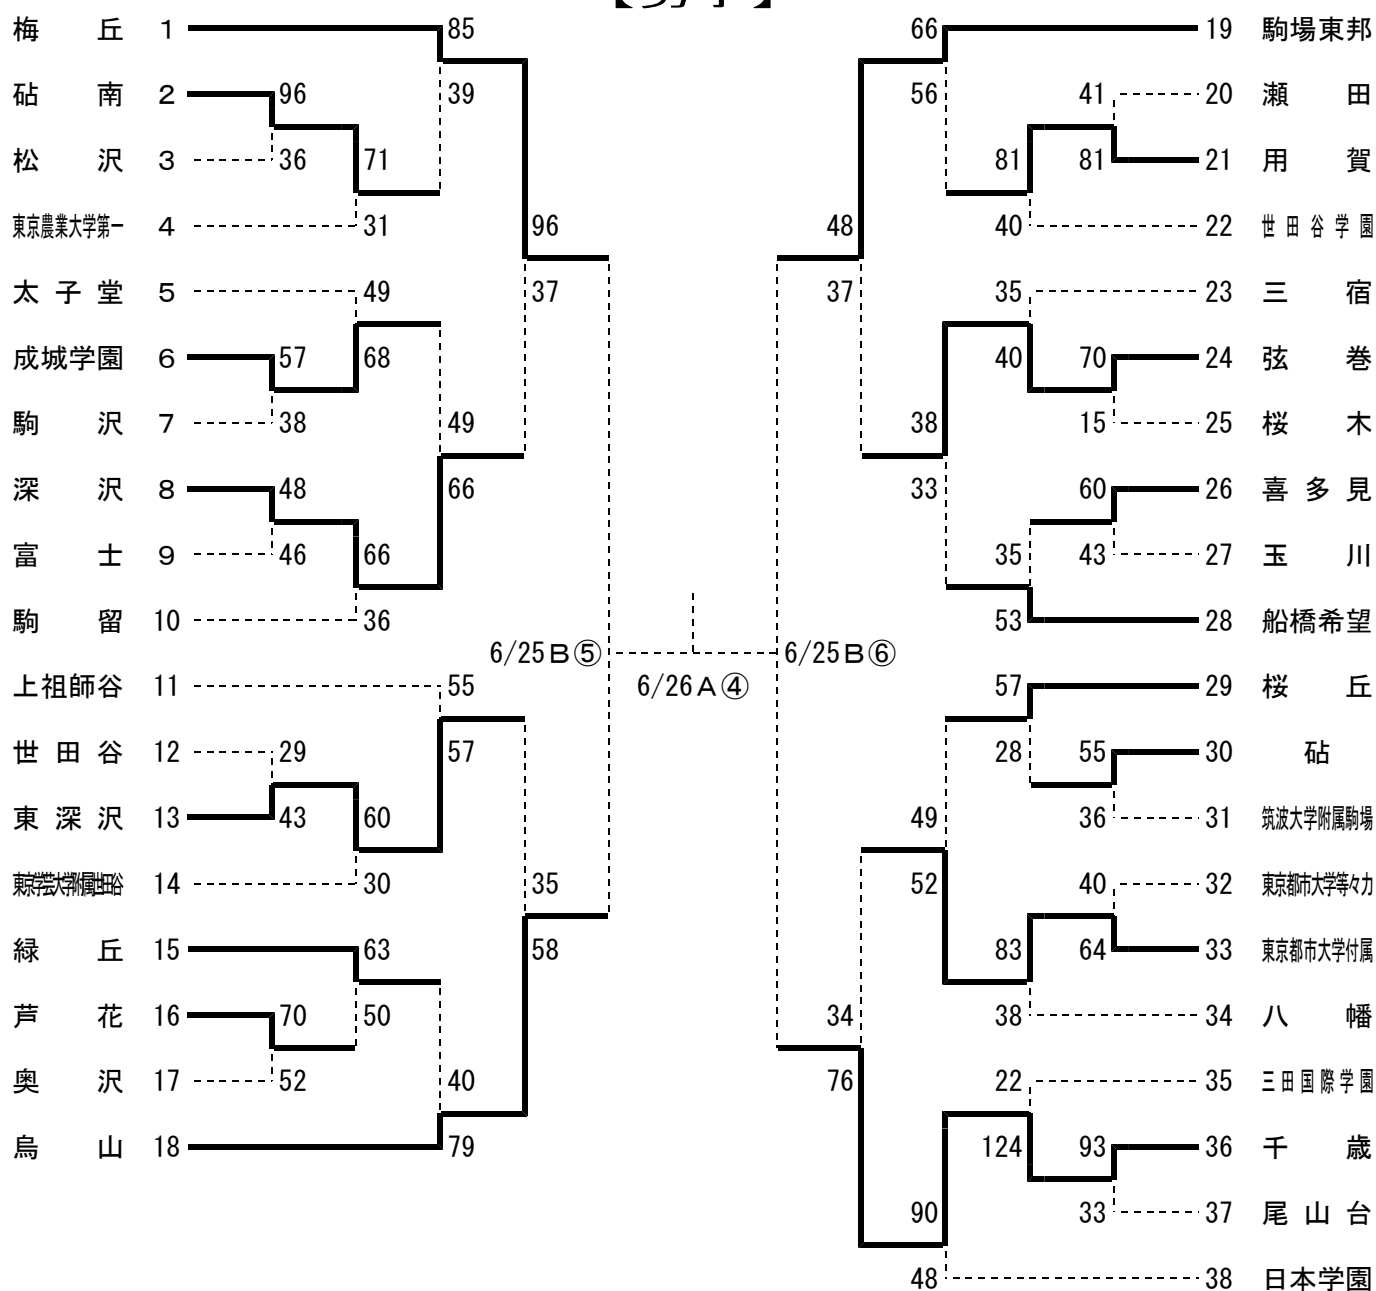 梅丘 1 85 66 19 駒場東邦
砧南 2 96 39 56 41 20 瀬田
松沢 3 36 71 81 81 21 用賀
東京農業大学第一 4 31 96 48 40 22 世田谷学園
太子堂 5 49 37 37 35 23 三宿
成城学園 6 57 68 40 70 24 弦巻
駒沢 7 38 49 38 15 25 桜木
深沢 8 48 66 33 60 26 喜多見
富士 9 46 66 35 43 27 玉川
駒留 10 36 53 28 船橋希望
6/25B⑤ 6/25B⑥
上祖師谷 11 55 6/26A④ 57 29 桜丘
世田谷 12 29 57 28 55 30 砧
東深沢 13 43 60 49 36 31 筑波大学附属駒場
東京学芸大学附属世田谷 14 30 35 52 40 32 東京都市大学等々力
緑丘 15 63 58 83 64 33 東京都市大学付属
芦花 16 70 50 34 38 34 八幡
奥沢 17 52 40 76 22 35 三田国際学園
烏山 18 79 124 93 36 千歳
90 33 37 尾山台
48 38 日本学園